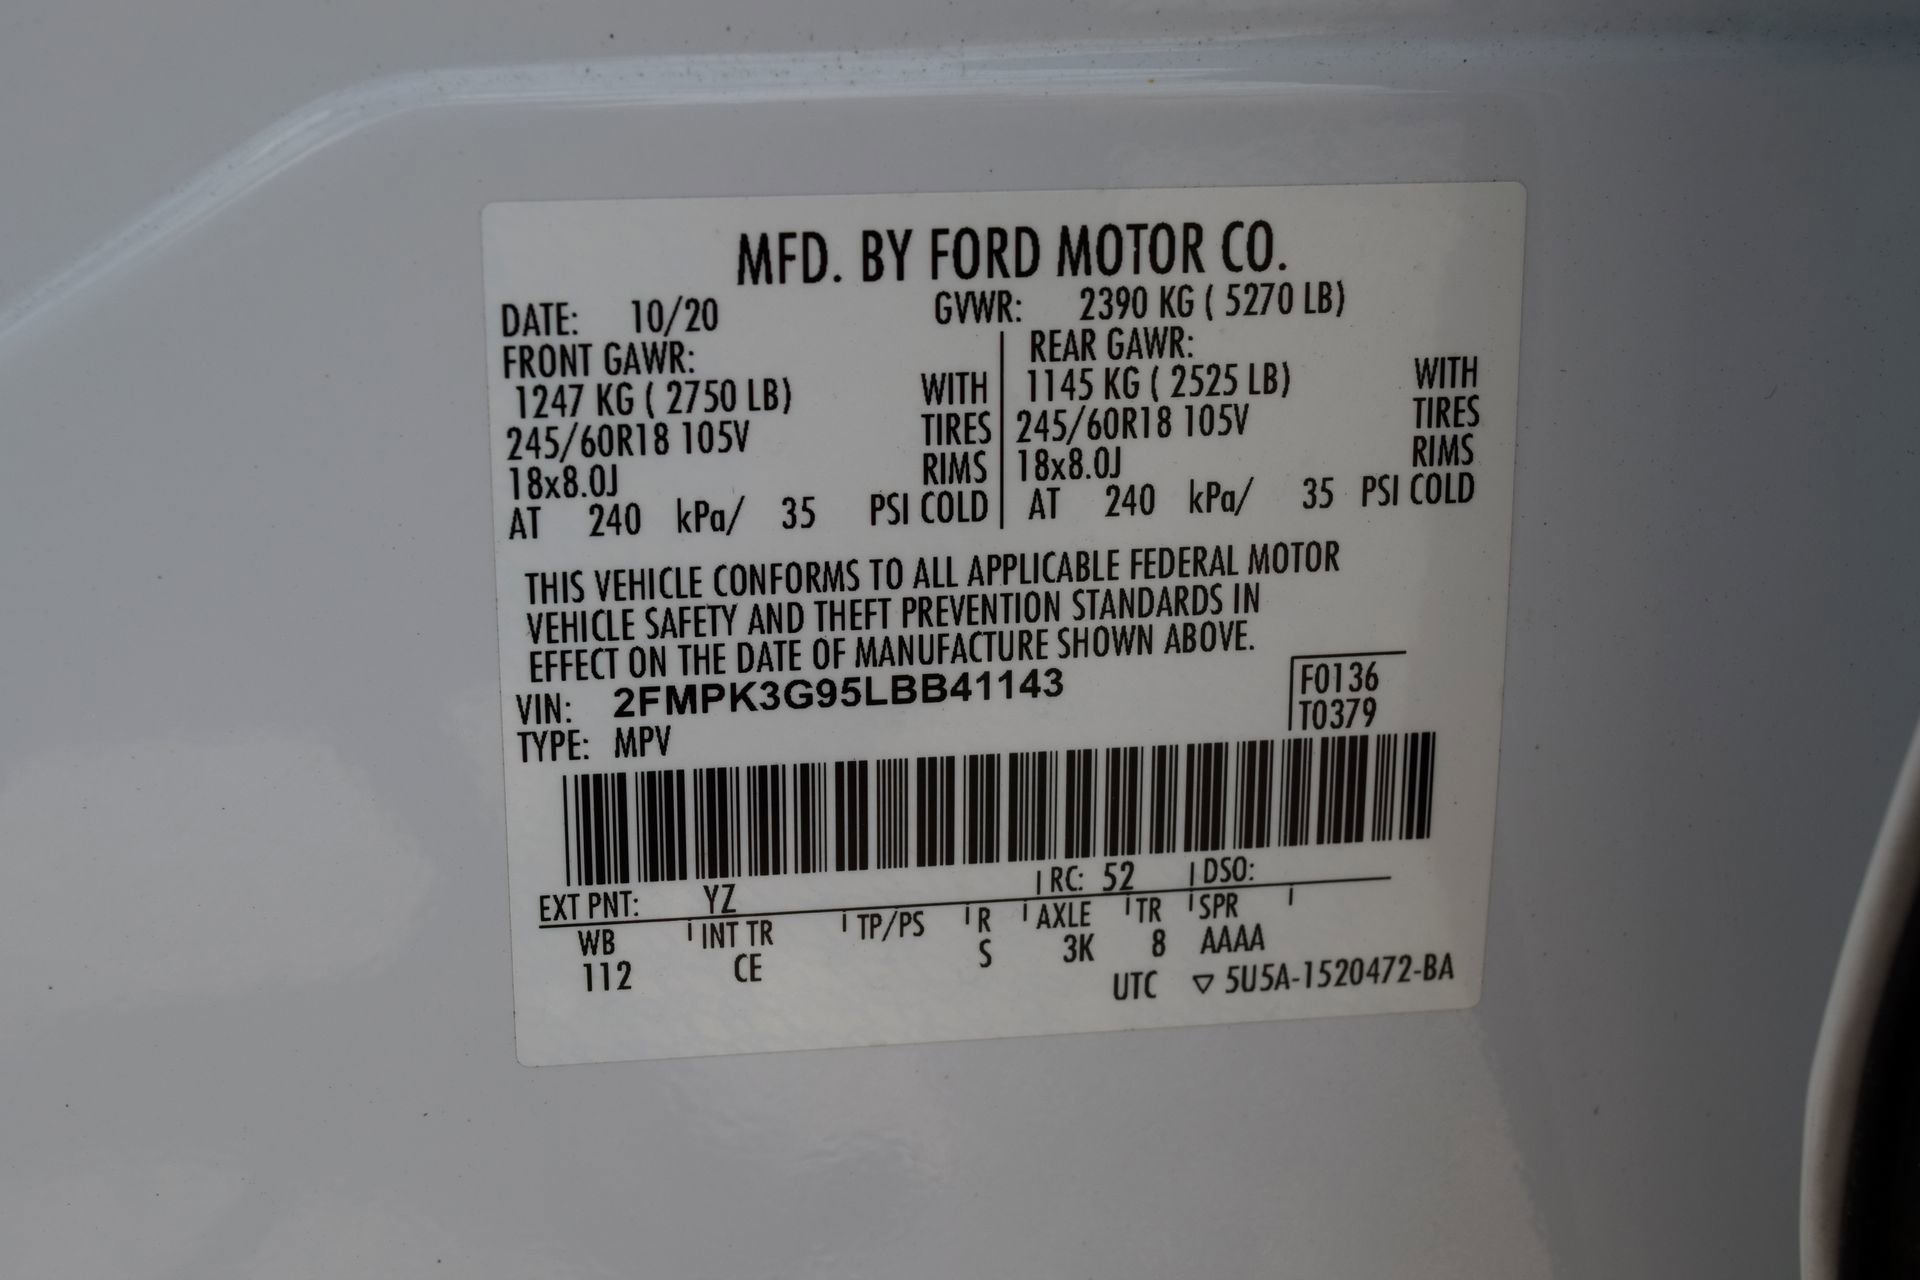 MFD. BY FORD MOTOR CO.
DATE: 10/20 GVWR: 2390 KG ( 5270 LB)
FRONT GAWR: REAR GAWR:
1247 KG ( 2750 LB) WITH 1145 KG ( 2525 LB) WITH
245/60R18 105V TIRES 245/60R18 105V TIRES
18x8.0J RIMS 18x8.0J RIMS
AT 240 kPa/ 35 PSI COLD AT 240 kPa/ 35 PSI COLD
THIS VEHICLE CONFORMS TO ALL APPLICABLE FEDERAL MOTOR
VEHICLE SAFETY AND THEFT PREVENTION STANDARDS IN
EFFECT ON THE DATE OF MANUFACTURE SHOWN ABOVE.
VIN: 2FMPK3G95LBB41143 F0136
TYPE: MPV T0379
EXT PNT: YZ RC: 52 DSO:
WB INT TR TP/PS R AXLE TR SPR
112 CE S 3K 8 AAAA
UTC ▽ 5U5A-1520472-BA